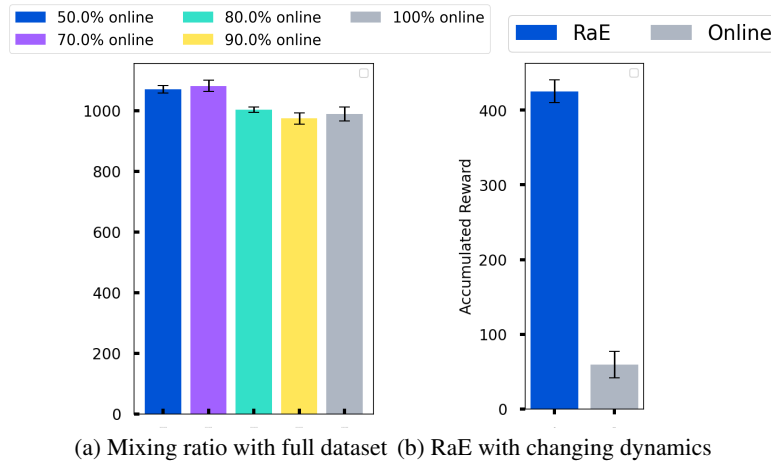 50.0% online 80.0% online 100% online
70.0% online 90.0% online
RaE Online
1000
800
600
400
200
0
Accumulated Reward
400
300
200
100
0
(a) Mixing ratio with full dataset (b) RaE with changing dynamics